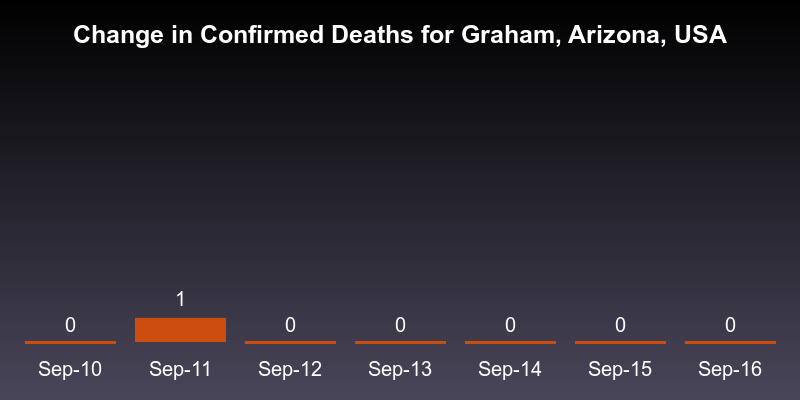 Change in Confirmed Deaths for Graham, Arizona, USA
0 1 0 0 0 0 0
Sep-10 Sep-11 Sep-12 Sep-13 Sep-14 Sep-15 Sep-16